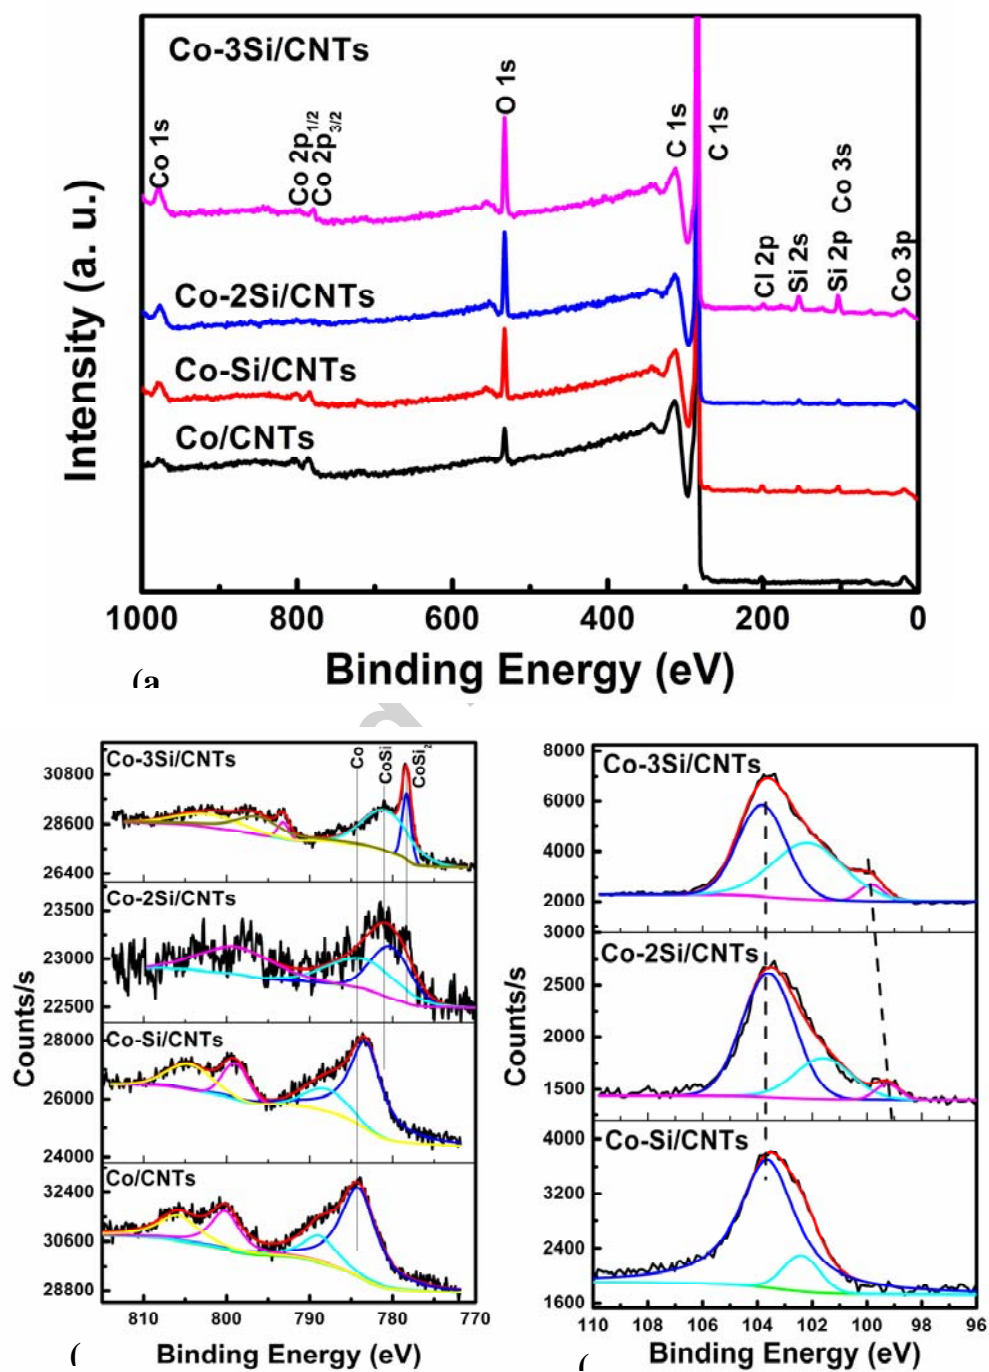 Co-3Si/CNTs
Co 1s
Co 2p1/2
Co 2p3/2
O 1s
C 1s
C 1s
Cl 2p
Si 2s
Si 2p
Co 3s
Co 3p
Co-2Si/CNTs
Co-Si/CNTs
Co/CNTs
Intensity (a. u.)
1000 800 600 400 200 0
Binding Energy (eV)
(a
Co-3Si/CNTs
Co
CoSi
CoSi2
30800
28600
26400
Co-2Si/CNTs
23500
23000
22500
Co-Si/CNTs
28000
26000
24000
Co/CNTs
32400
30600
28800
Counts/s
810 800 790 780 770
Binding Energy (eV)
(
Co-3Si/CNTs
8000
6000
4000
2000
Co-2Si/CNTs
3000
2500
2000
1500
Co-Si/CNTs
4000
3200
2400
1600
Counts/s
110 108 106 104 102 100 98 96
Binding Energy (eV)
(